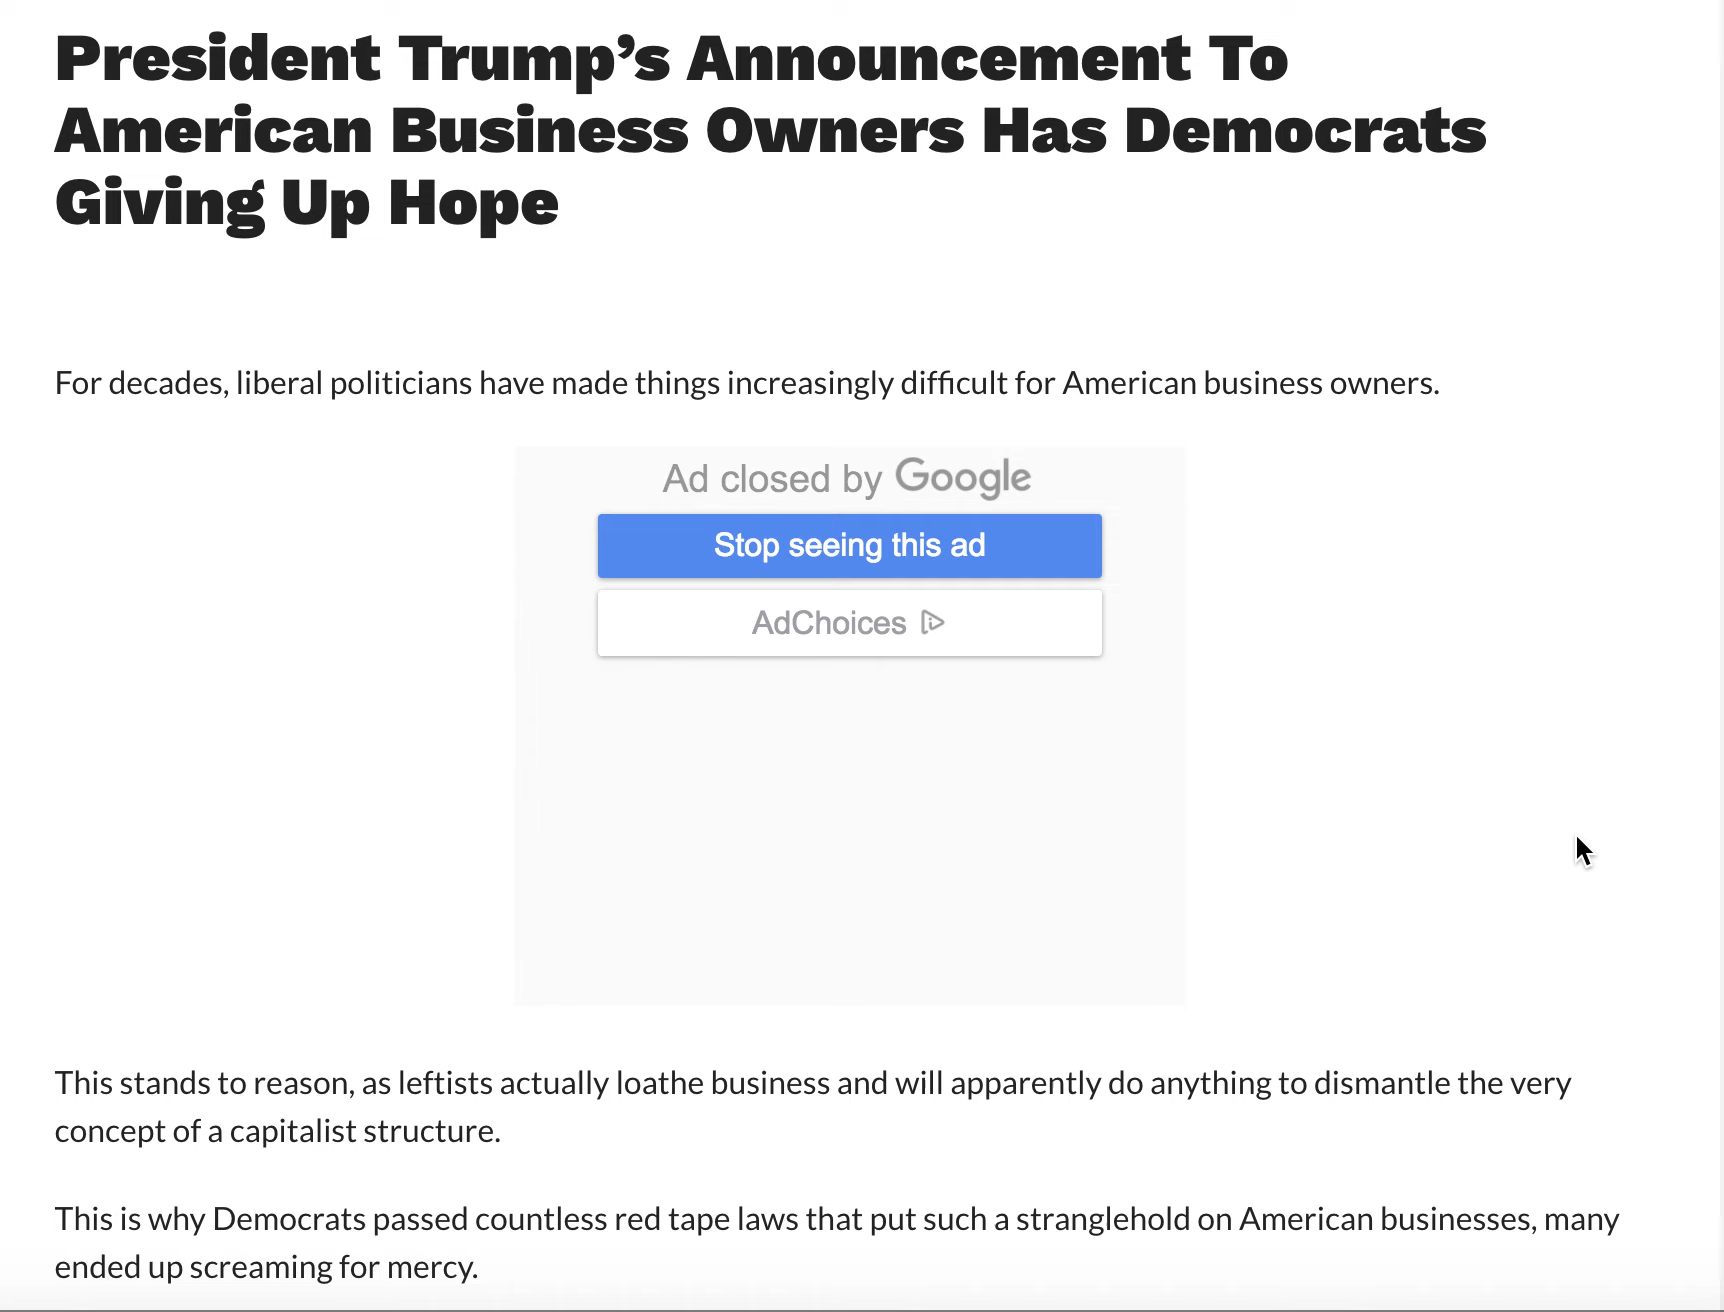 President Trump’s Announcement To
American Business Owners Has Democrats
Giving Up Hope
For decades, liberal politicians have made things increasingly difficult for American business owners.
Ad closed by Google
Stop seeing this ad
AdChoices
This stands to reason, as leftists actually loathe business and will apparently do anything to dismantle the very
concept of a capitalist structure.
This is why Democrats passed countless red tape laws that put such a stranglehold on American businesses, many
ended up screaming for mercy.